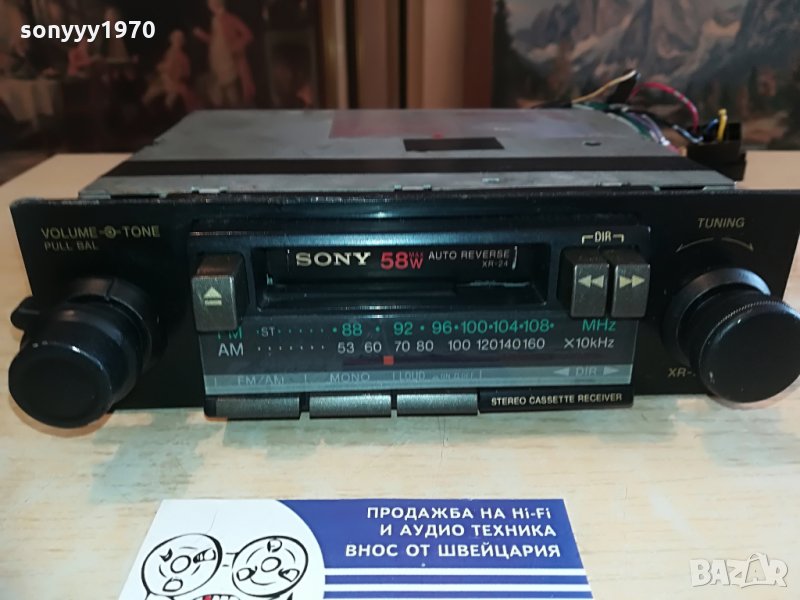 sonyyy1970
VOLUME TONE
PULL BAL
SONY 58W MAX AUTO REVERSE
XR-24
DIR
TUNING
FM ST 88 92 96 100 104 108 MHz
AM 53 60 70 80 100 120 140 160 X10kHz
FM/AM MONO LOUD DIR
XR-
STEREO CASSETTE RECEIVER
ПРОДАЖБА НА Hi-Fi
И АУДИО ТЕХНИКА
ВНОС ОТ ШВЕЙЦАРИЯ
BAZAR